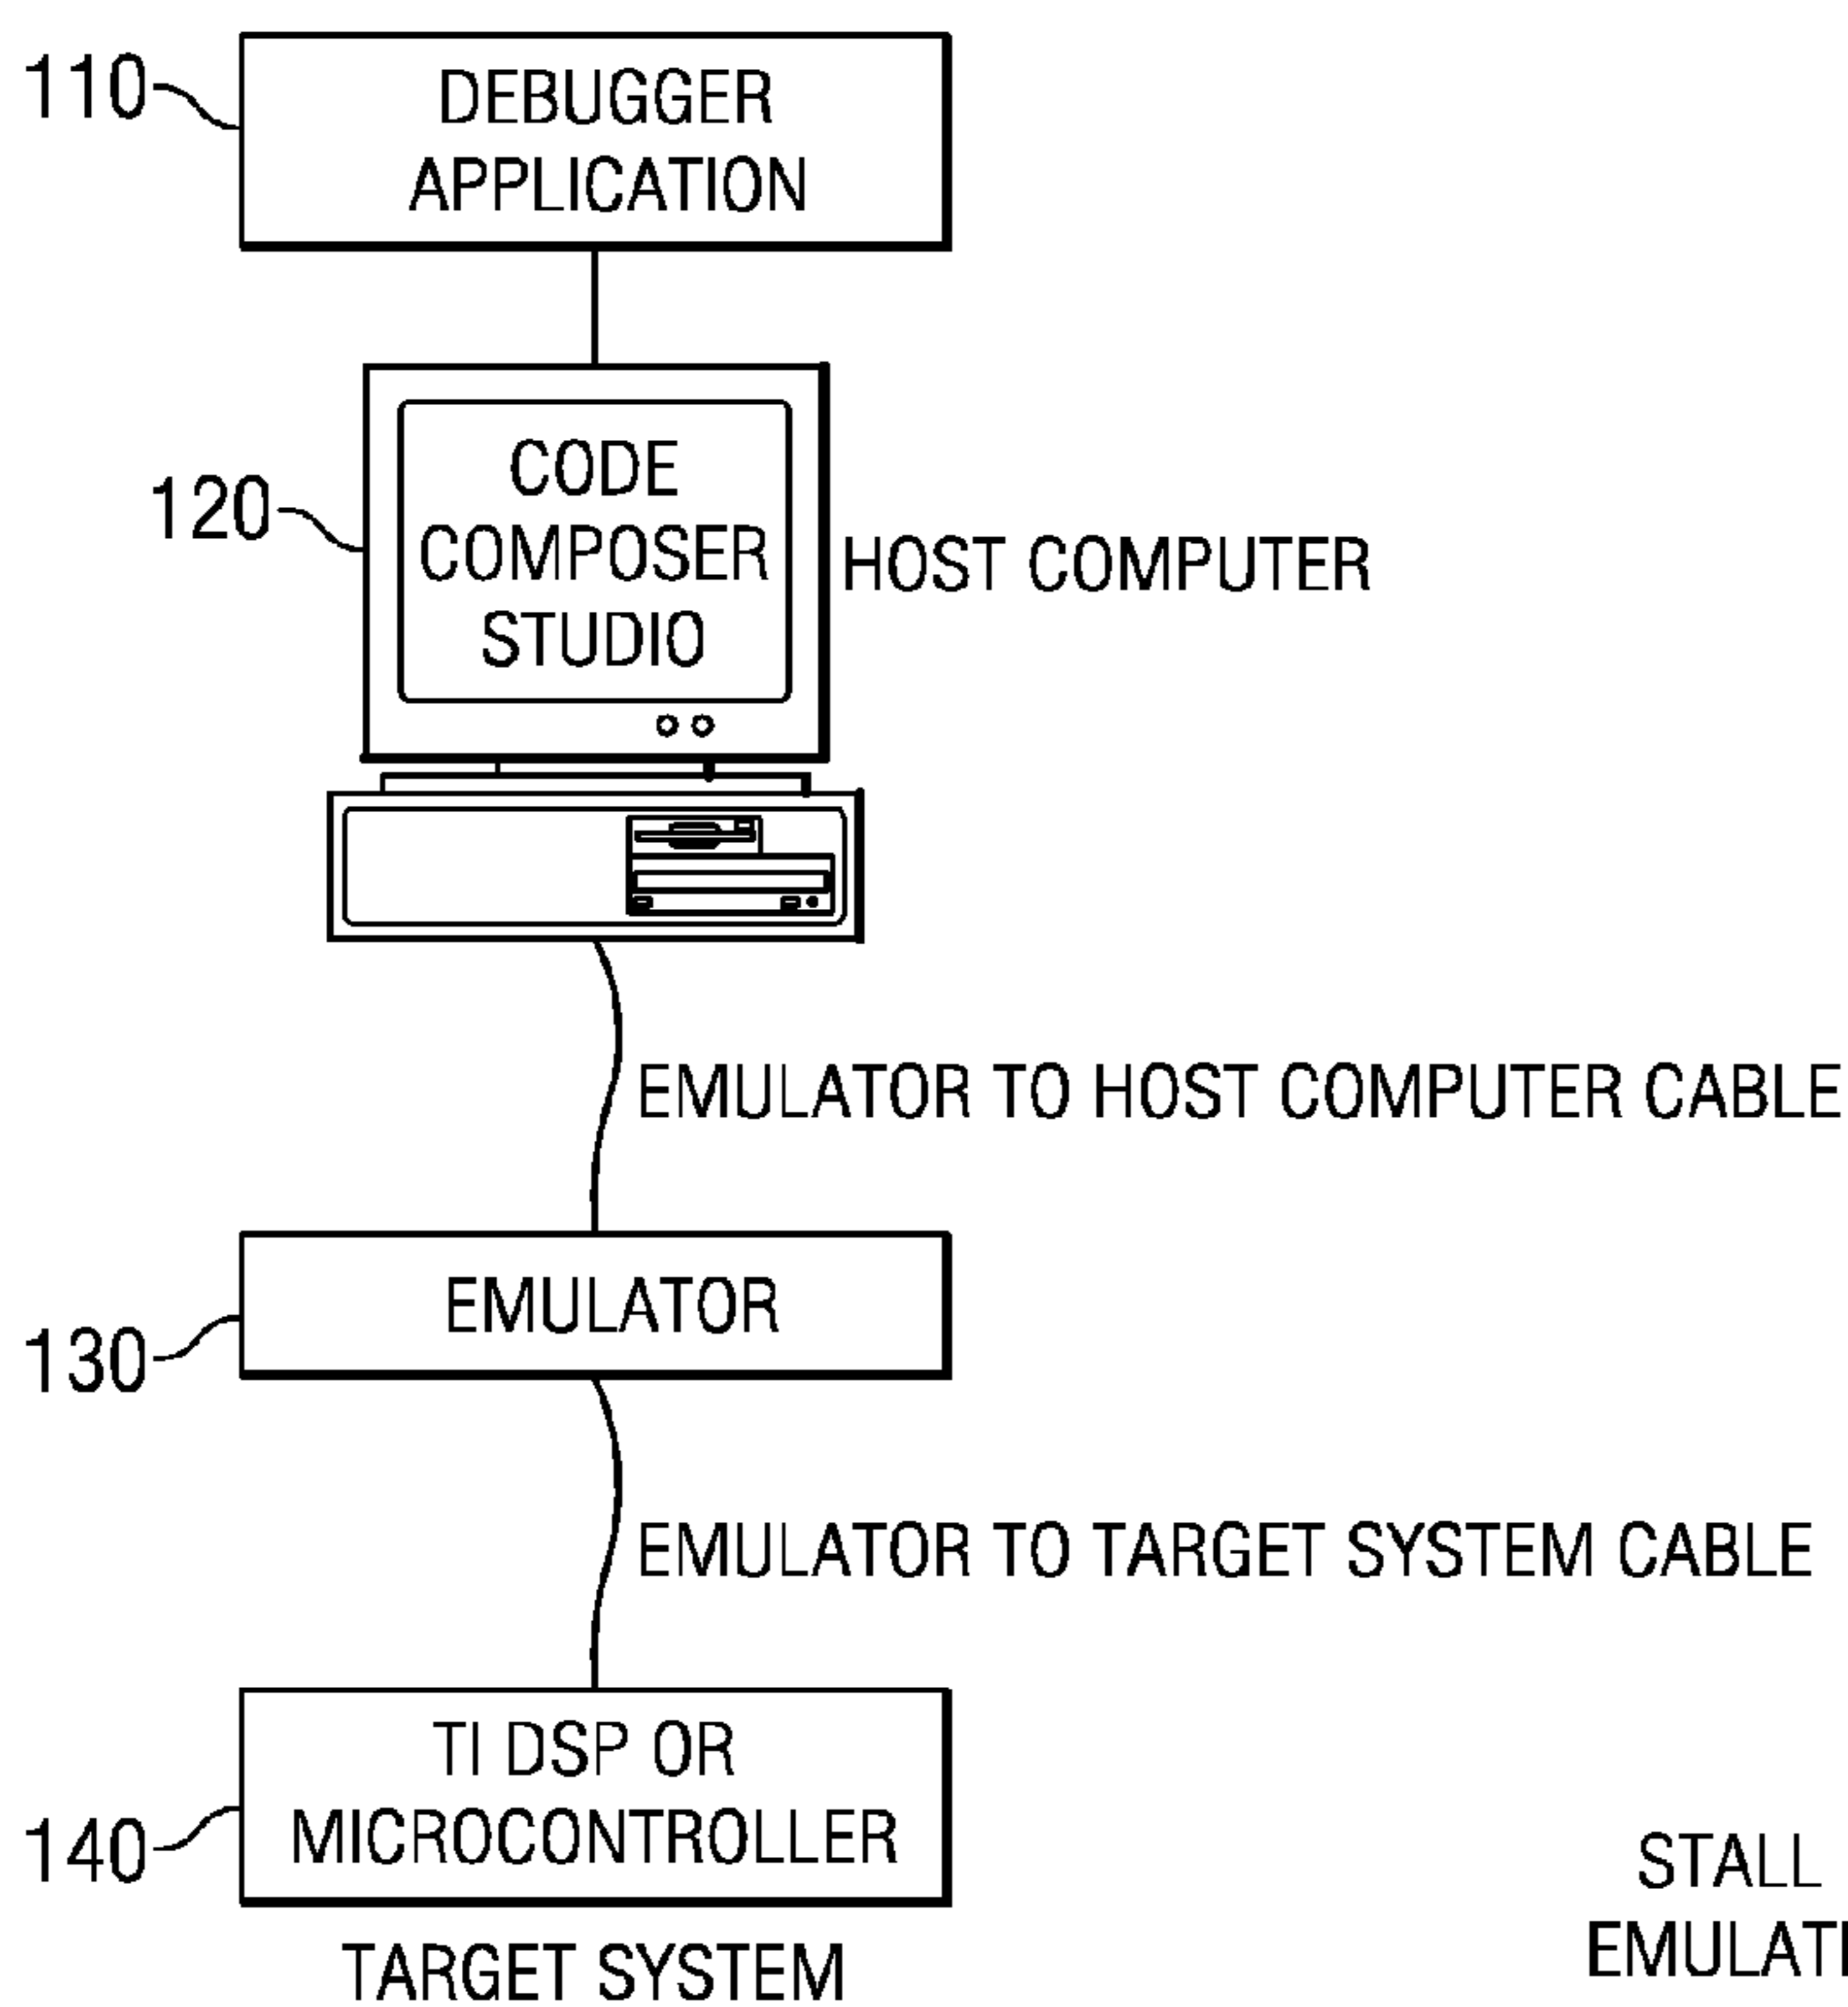 110
DEBUGGER
APPLICATION
120
CODE
COMPOSER
STUDIO
HOST COMPUTER
EMULATOR TO HOST COMPUTER CABLE
EMULATOR
130
EMULATOR TO TARGET SYSTEM CABLE
TI DSP OR
MICROCONTROLLER
140
TARGET SYSTEM
STALL